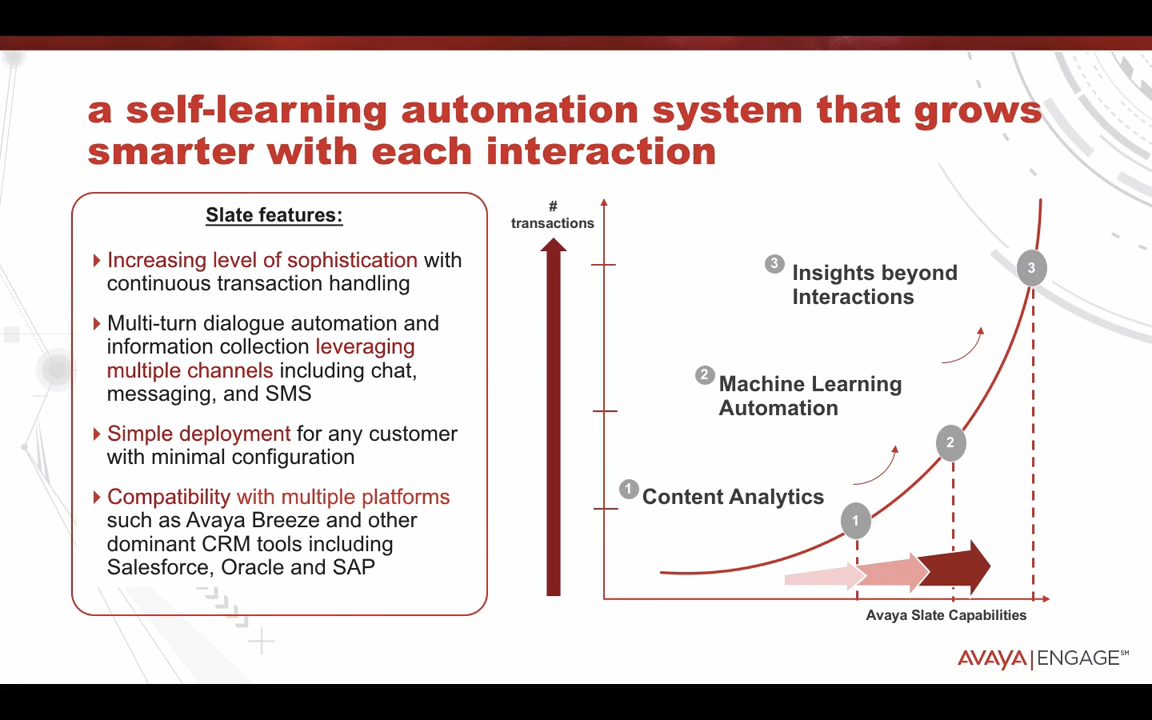 a self-learning automation system that grows
smarter with each interaction
Slate features:
Increasing level of sophistication with
continuous transaction handling
Multi-turn dialogue automation and
information collection leveraging
multiple channels including chat,
messaging, and SMS
Simple deployment for any customer
with minimal configuration
Compatibility with multiple platforms
such as Avaya Breeze and other
dominant CRM tools including
Salesforce, Oracle and SAP
#
transactions
3 Insights beyond
Interactions
3
2 Machine Learning
Automation
2
1 Content Analytics
1
Avaya Slate Capabilities
AVAYA | ENGAGE℠